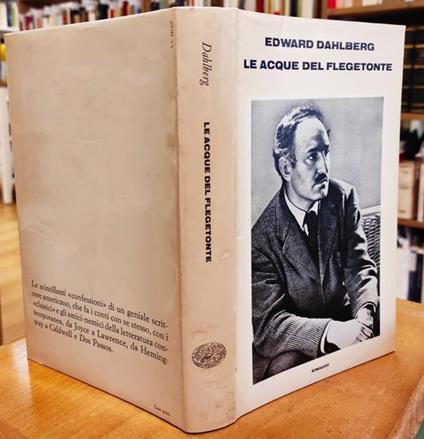 EDWARD DAHLBERG
LE ACQUE DEL FLEGETONTE
EINAUDI
Dahlberg
LE ACQUE DEL FLEGETONTE
Le scintillanti «confessioni» di un geniale scrit-
tore americano, che fa i conti con se stesso, con i
«classici» e gli amici-nemici della letteratura con-
temporanea, da Joyce a Lawrence, da Heming-
way a Caldwell e Dos Passos.